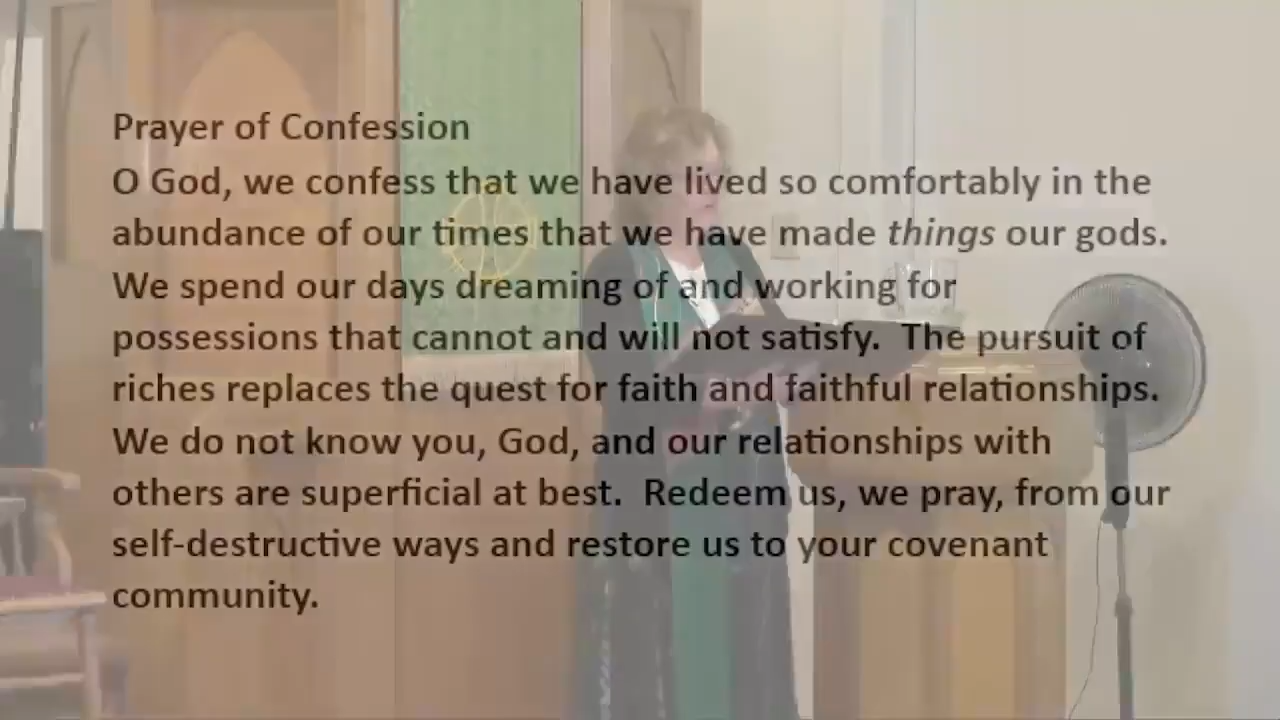 Prayer of Confession
O God, we confess that we have lived so comfortably in the
abundance of our times that we have made things our gods.
We spend our days dreaming of and working for
possessions that cannot and will not satisfy.  The pursuit of
riches replaces the quest for faith and faithful relationships.
We do not know you, God, and our relationships with
others are superficial at best.  Redeem us, we pray, from our
self-destructive ways and restore us to your covenant
community.